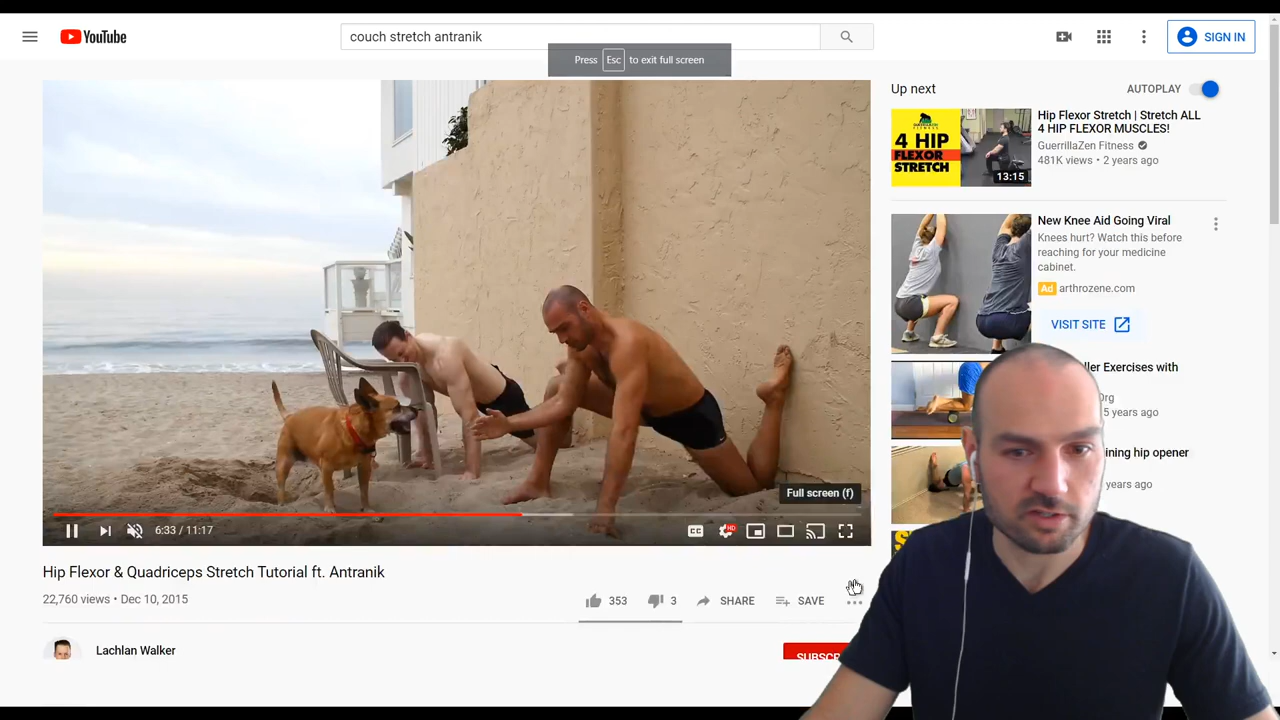 YouTube
couch stretch antranik
SIGN IN
Press Esc to exit full screen
Up next
AUTOPLAY
4 HIP
FLEXOR
STRETCH
13:15
Hip Flexor Stretch | Stretch ALL
4 HIP FLEXOR MUSCLES!
GuerrillaZen Fitness
481K views • 2 years ago
New Knee Aid Going Viral
Knees hurt? Watch this before
reaching for your medicine
cabinet.
Ad arthrozene.com
VISIT SITE
ller Exercises with
Org
5 years ago
ining hip opener
years ago
Full screen (f)
6:33 / 11:17
CC
HD
Hip Flexor & Quadriceps Stretch Tutorial ft. Antranik
22,760 views • Dec 10, 2015
353
3
SHARE
SAVE
Lachlan Walker
SUBSCR